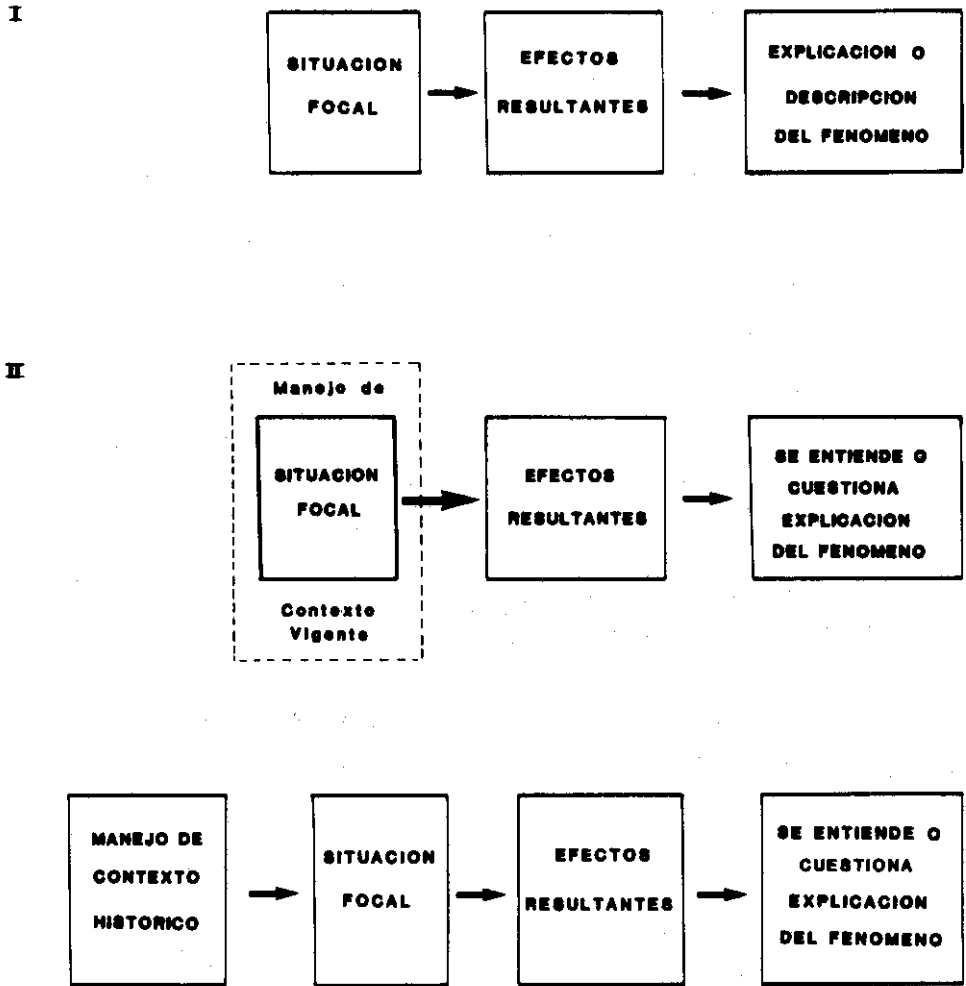 I
SITUACION
FOCAL
EFECTOS
RESULTANTES
EXPLICACION O
DESCRIPCION
DEL FENOMENO
II
Manejo de
SITUACION
FOCAL
Contexto
Vigente
EFECTOS
RESULTANTES
SE ENTIENDE O
CUESTIONA
EXPLICACION
DEL FENOMENO
MANEJO DE
CONTEXTO
HISTORICO
SITUACION
FOCAL
EFECTOS
RESULTANTES
SE ENTIENDE O
CUESTIONA
EXPLICACION
DEL FENOMENO